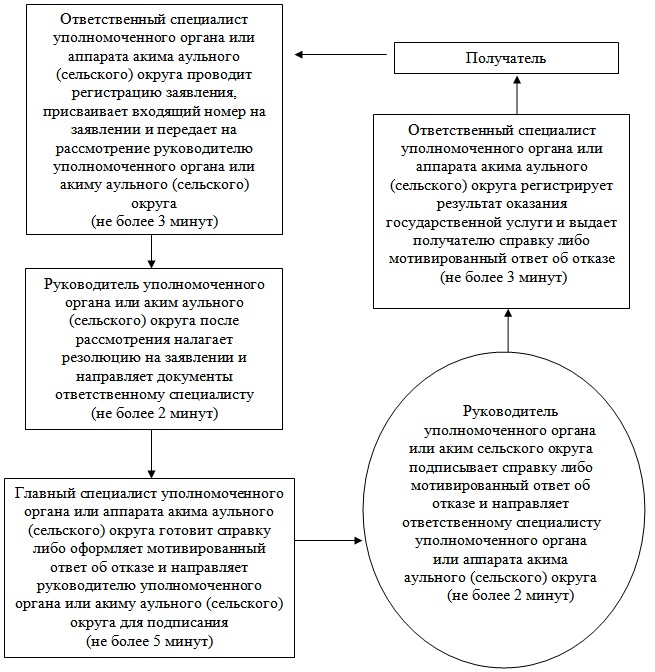 Ответственный специалист
уполномоченного органа или
аппарата акима аульного
(сельского) округа проводит
регистрацию заявления,
присваивает входящий номер на
заявлении и передает на
рассмотрение руководителю
уполномоченного органа или
акиму аульного (сельского)
округа
(не более 3 минут)
Руководитель уполномоченного
органа или аким аульного
(сельского) округа после
рассмотрения налагает
резолюцию на заявлении и
направляет документы
ответственному специалисту
(не более 2 минут)
Главный специалист уполномоченного
органа или аппарата акима аульного
(сельского) округа готовит справку
либо оформляет мотивированный
ответ об отказе и направляет
руководителю уполномоченного
органа или акиму аульного (сельского)
округа для подписания
(не более 5 минут)
Руководитель
уполномоченного органа
или аким сельского округа
подписывает справку либо
мотивированный ответ об
отказе и направляет
ответственному специалисту
уполномоченного органа
или аппарата акима
аульного (сельского) округа
(не более 2 минут)
Ответственный специалист
уполномоченного органа или
аппарата акима аульного
(сельского) округа регистрирует
результат оказания
государственной услуги и выдает
получателю справку либо
мотивированный ответ об отказе
(не более 3 минут)
Получатель